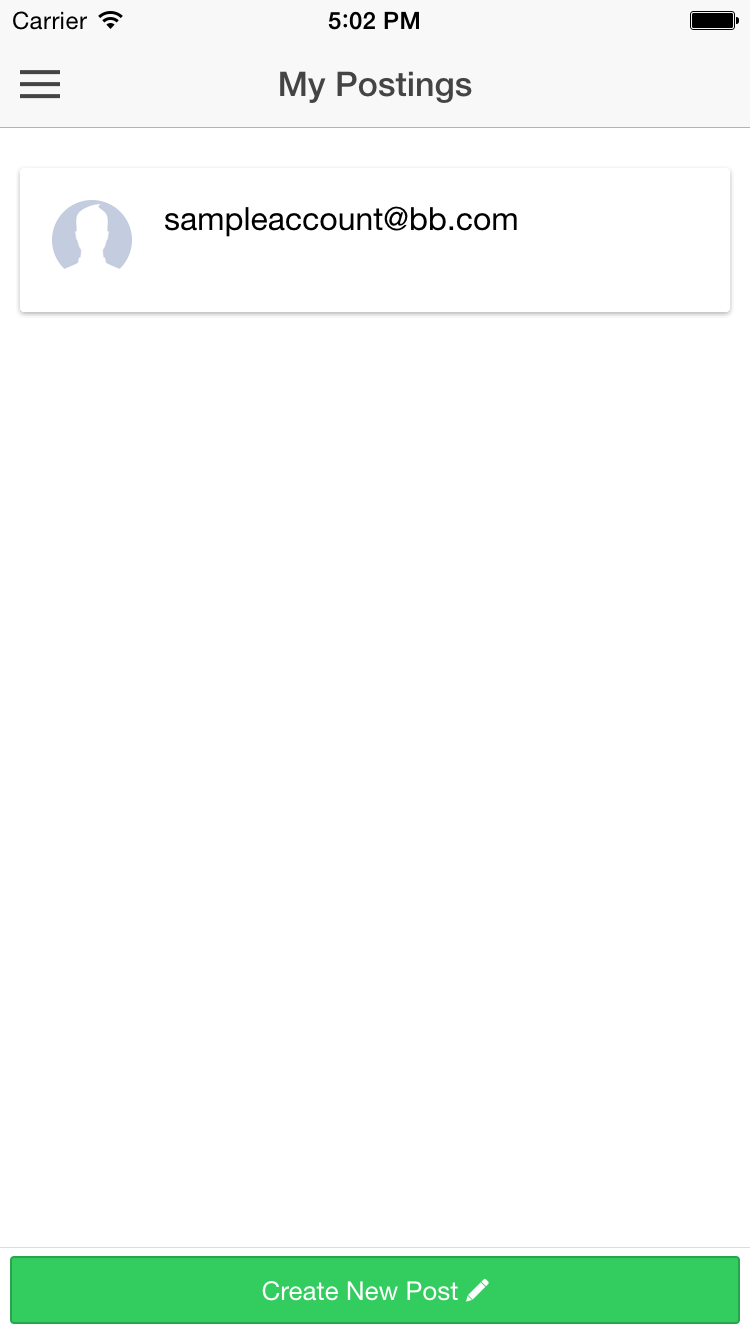 Carrier 5:02 PM
My Postings
sampleaccount@bb.com
Create New Post